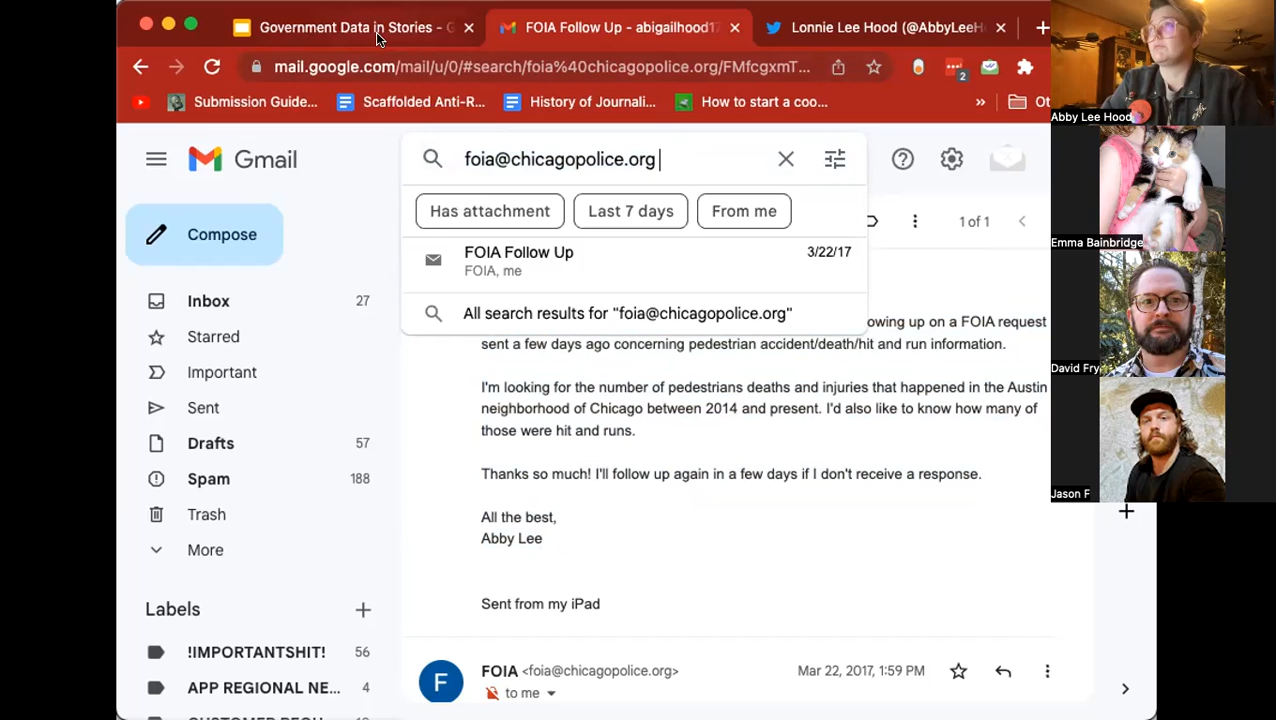 Government Data in Stories - G
FOIA Follow Up - abigailhood17
Lonnie Lee Hood (@AbbyLeeH
mail.google.com/mail/u/0/#search/foia%40chicagopolice.org/FMfcgxmT...
2
Submission Guide...
Scaffolded Anti-R...
History of Journali...
How to start a coo...
»
Ot
Gmail
foia@chicagopolice.org
Has attachment
Last 7 days
From me
1 of 1
Compose
FOIA Follow Up
3/22/17
FOIA, me
All search results for "foia@chicagopolice.org"
Inbox 27
Starred
Important
Sent
Drafts 57
Spam 188
Trash
More
Labels
!IMPORTANTSHIT! 56
APP REGIONAL NE... 4
owing up on a FOIA request
sent a few days ago concerning pedestrian accident/death/hit and run information.
I'm looking for the number of pedestrians deaths and injuries that happened in the Austin
neighborhood of Chicago between 2014 and present. I'd also like to know how many of
those were hit and runs.
Thanks so much! I'll follow up again in a few days if I don't receive a response.
All the best,
Abby Lee
Sent from my iPad
F
FOIA <foia@chicagopolice.org>
Mar 22, 2017, 1:59 PM
to me
Abby Lee Hood
Emma Bainbridge
David Fry
Jason F